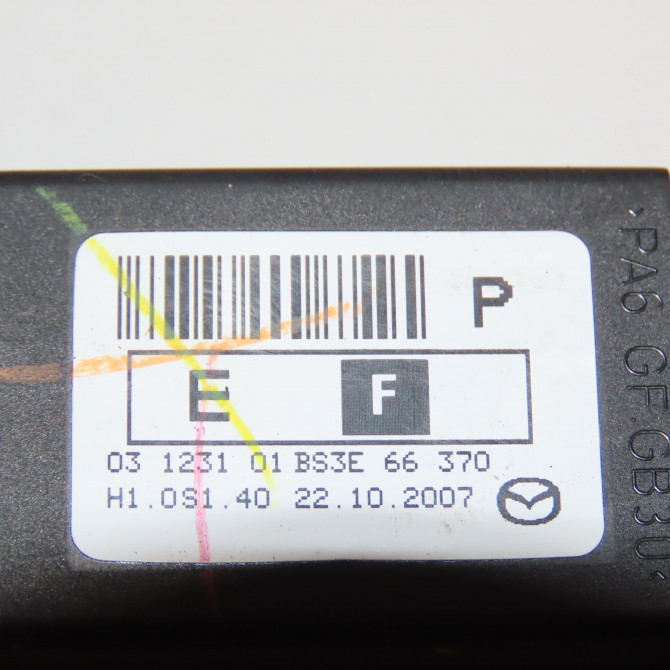 P
E F
03 1231 01 BS3E 66 370
H1.0S1.40 22.10.2007
>PA6 GF GB30<